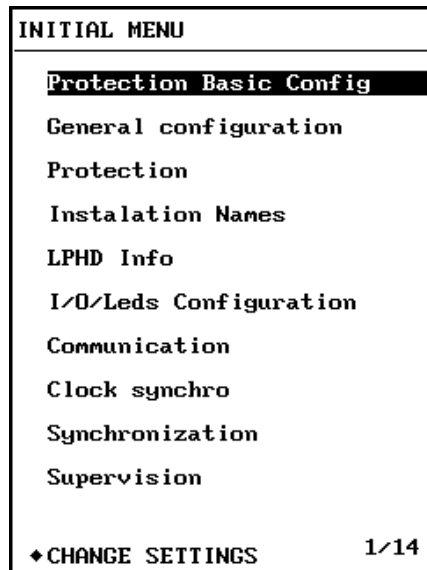 INITIAL MENU
Protection Basic Config
General configuration
Protection
Instalation Names
LPHD Info
I/O/Leds Configuration
Communication
Clock synchro
Synchronization
Supervision
◆CHANGE SETTINGS 1/14